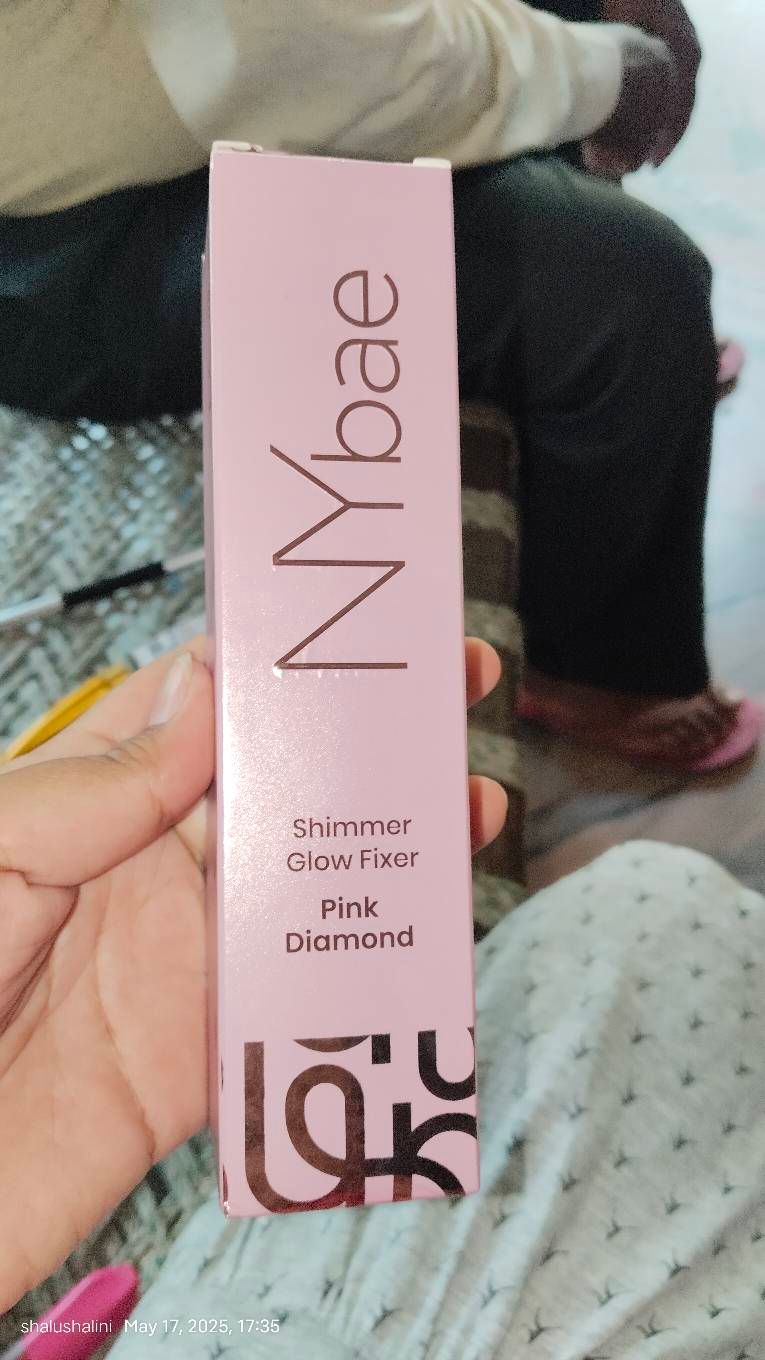 NYbae
Shimmer
Glow Fixer
Pink
Diamond
shalushalini May 17, 2025, 17:35